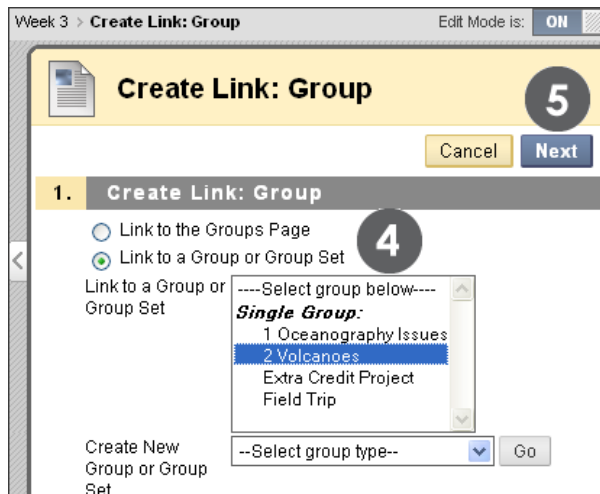 Week 3 > Create Link: Group Edit Mode is: ON
Create Link: Group
5
Cancel Next
1. Create Link: Group
Link to the Groups Page
4
Link to a Group or Group Set
Link to a Group or
Group Set
----Select group below----
Single Group:
1 Oceanography Issues
2 Volcanoes
Extra Credit Project
Field Trip
Create New
Group or Group
Set
--Select group type-- Go